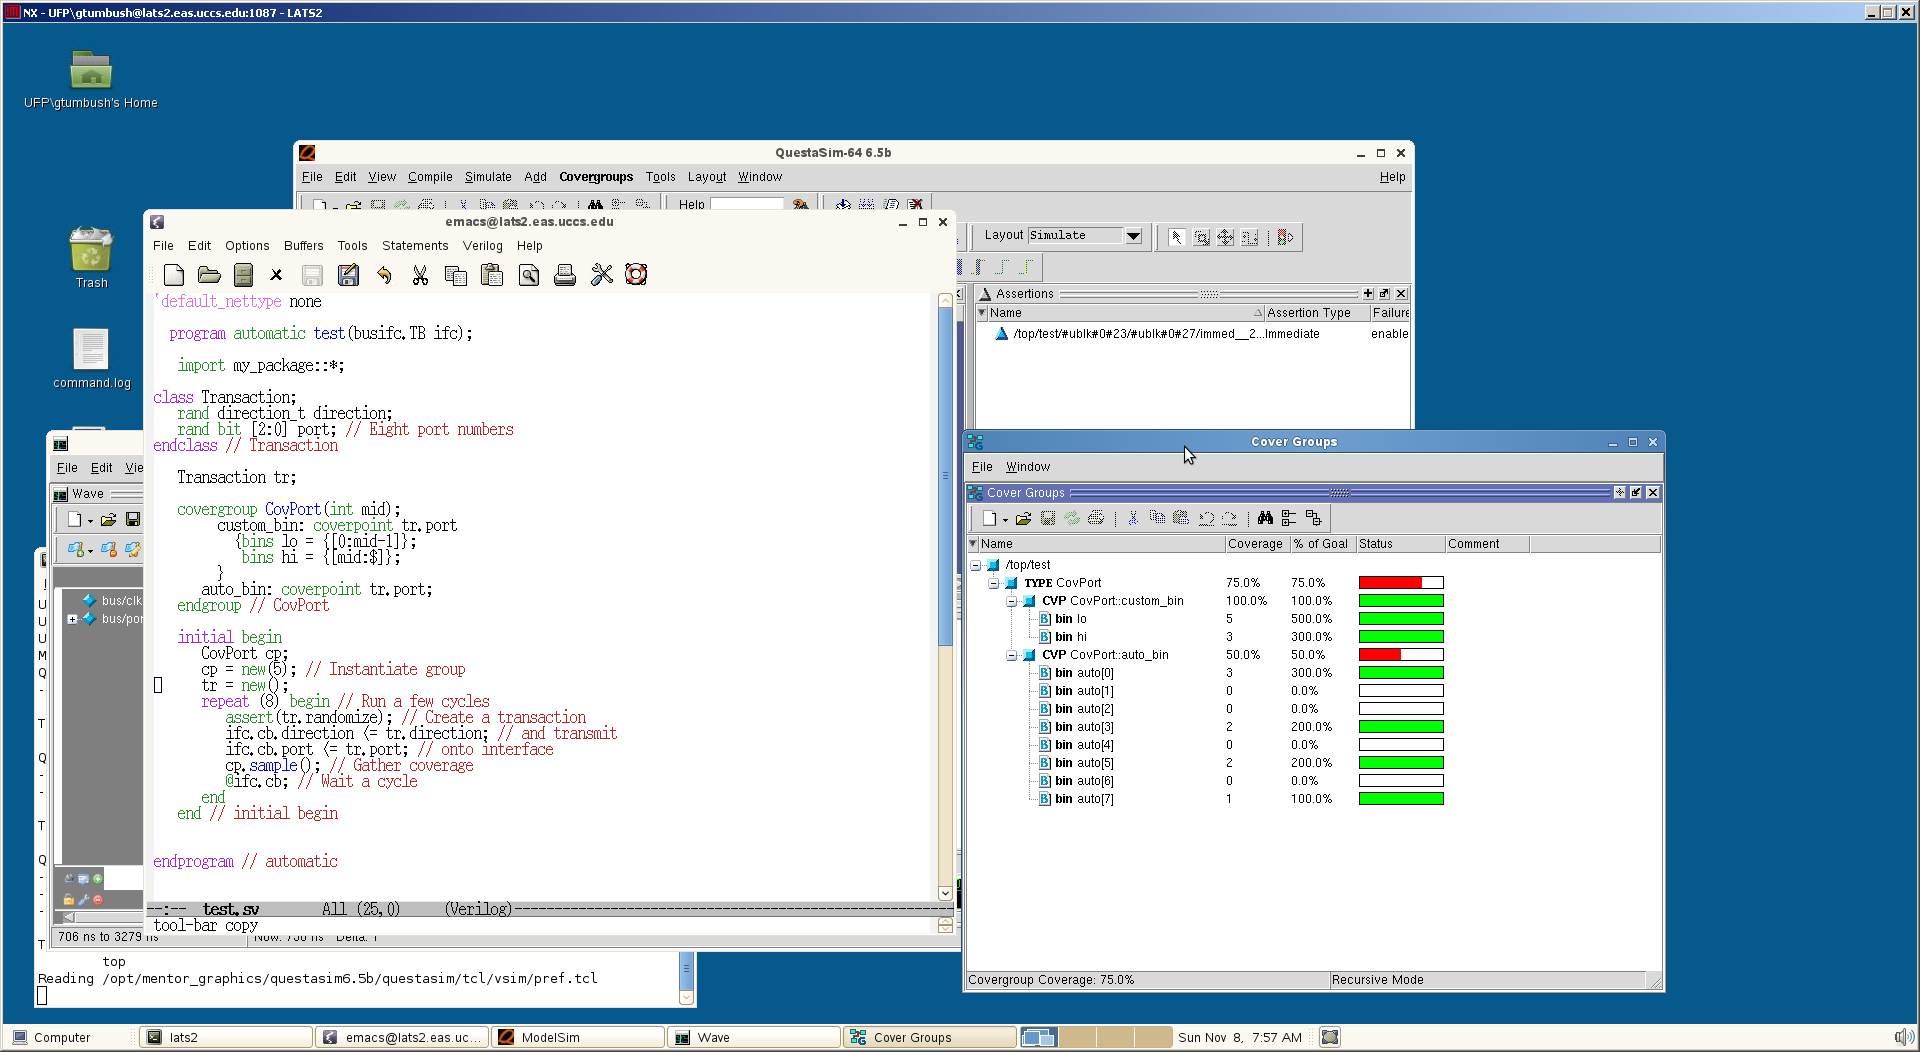 NX - UFP\gtumbush@lats2.eas.uccs.edu:1087 - LATS2
UFP\gtumbush's Home
Trash
command.log
QuestaSim-64 6.5b
File Edit View Compile Simulate Add Covergroups Tools Layout Window Help
Help
Layout Simulate
Assertions
Name Assertion Type Failure
/top/test/#ublk#0#23/#ublk#0#27/immed__2... Immediate enable
emacs@lats2.eas.uccs.edu
File Edit Options Buffers Tools Statements Verilog Help
`default_nettype none
program automatic test(busifc.TB ifc);
import my_package::*;
class Transaction;
rand direction_t direction;
rand bit [2:0] port; // Eight port numbers
endclass // Transaction
Transaction tr;
covergroup CovPort(int mid);
custom_bin: coverpoint tr.port
{bins lo = {[0:mid-1]};
bins hi = {[mid:$]};
}
auto_bin: coverpoint tr.port;
endgroup // CovPort
initial begin
CovPort cp;
cp = new(5); // Instantiate group
tr = new();
repeat (8) begin // Run a few cycles
assert(tr.randomize); // Create a transaction
ifc.cb.direction <= tr.direction; // and transmit
ifc.cb.port <= tr.port; // onto interface
cp.sample(); // Gather coverage
@ifc.cb; // Wait a cycle
end
end // initial begin
endprogram // automatic
--:-- test.sv All (25,0) (Verilog)
tool-bar copy
File Edit Vie
Wave
bus/clk
bus/por
706 ns to 3279 ns Now: 750 ns Delta: 1
top
Reading /opt/mentor_graphics/questasim6.5b/questasim/tcl/vsim/pref.tcl
Cover Groups
File Window
Cover Groups
Name Coverage % of Goal Status Comment
/top/test
TYPE CovPort 75.0% 75.0%
CVP CovPort::custom_bin 100.0% 100.0%
B bin lo 5 500.0%
B bin hi 3 300.0%
CVP CovPort::auto_bin 50.0% 50.0%
B bin auto[0] 3 300.0%
B bin auto[1] 0 0.0%
B bin auto[2] 0 0.0%
B bin auto[3] 2 200.0%
B bin auto[4] 0 0.0%
B bin auto[5] 2 200.0%
B bin auto[6] 0 0.0%
B bin auto[7] 1 100.0%
Covergroup Coverage: 75.0% Recursive Mode
Computer lats2 emacs@lats2.eas.uc... ModelSim Wave Cover Groups Sun Nov 8, 7:57 AM